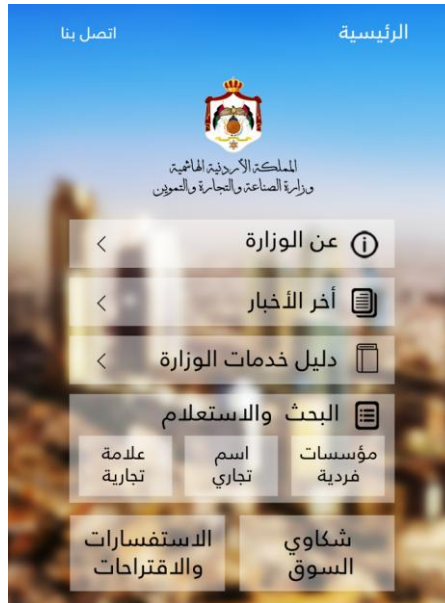 الرئيسية
اتصل بنا
المملكة الأردنية الهاشمية
وزارة الصناعة والتجارة والتموين
عن الوزارة
أخر الأخبار
دليل خدمات الوزارة
البحث والاستعلام
مؤسسات
فردية
اسم
تجاري
علامة
تجارية
شكاوي
السوق
الاستفسارات
والاقتراحات